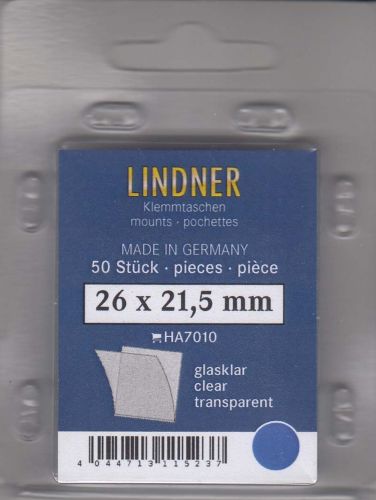 LINDNER
Klemmtaschen
mounts · pochettes
MADE IN GERMANY
50 Stück · pieces · pièce
26 x 21,5 mm
HA7010
glasklar
clear
transparent
4 044713 115237